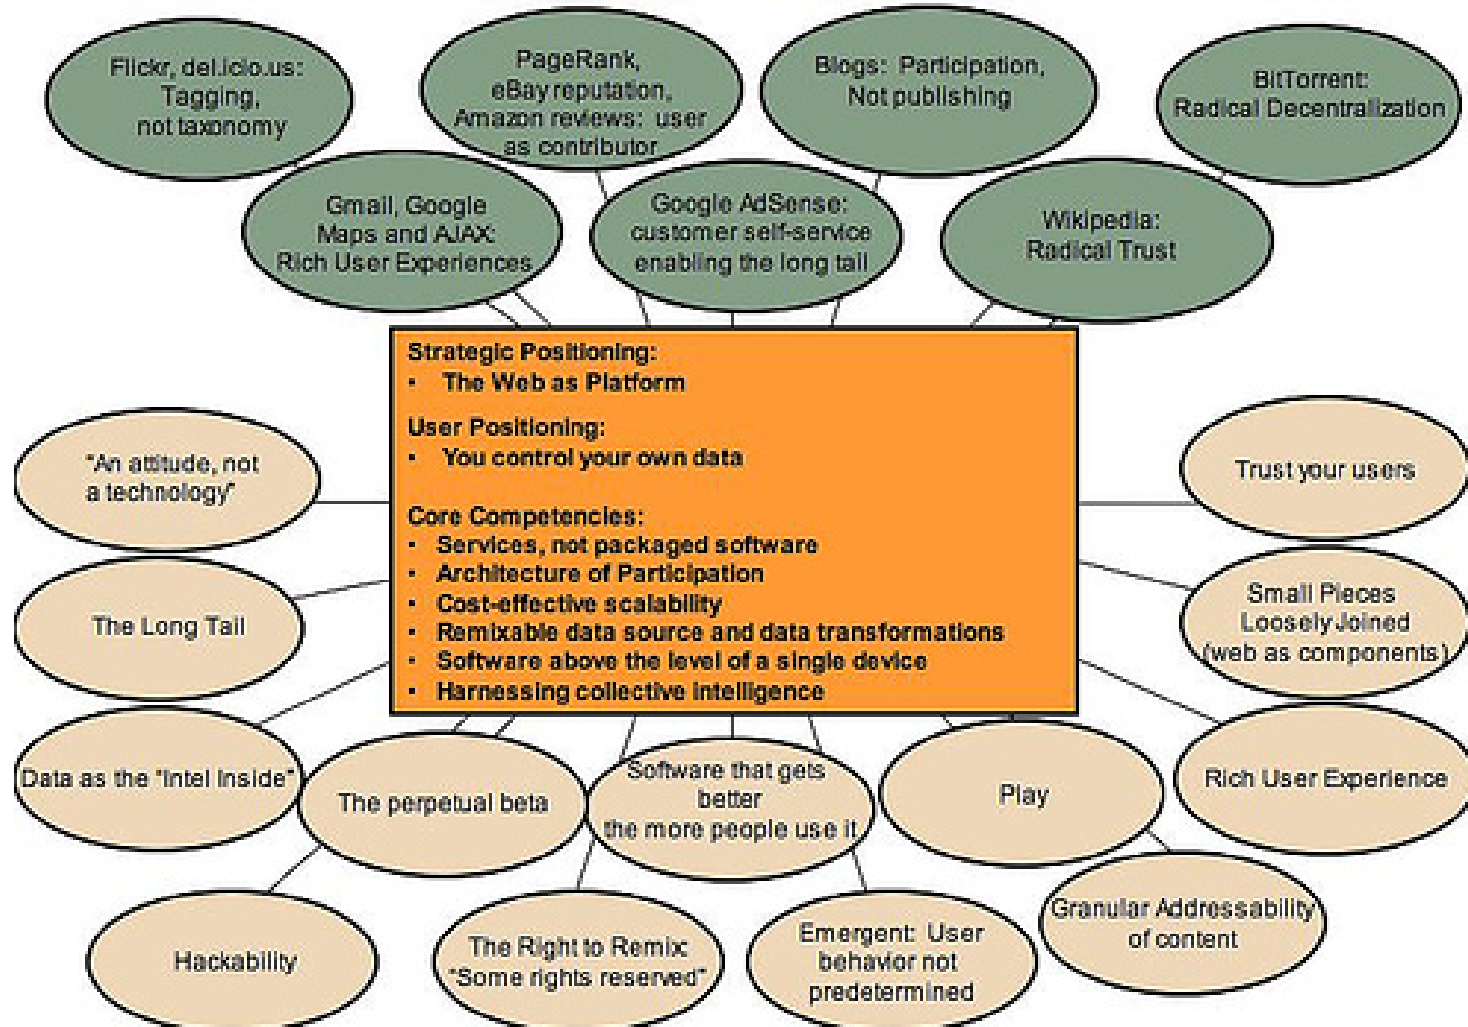 Flickr, del.icio.us:
Tagging,
not taxonomy
PageRank,
eBay reputation,
Amazon reviews: user
as contributor
Blogs: Participation,
Not publishing
BitTorrent:
Radical Decentralization
Gmail, Google
Maps and AJAX:
Rich User Experiences
Google AdSense:
customer self-service
enabling the long tail
Wikipedia:
Radical Trust
Strategic Positioning:
• The Web as Platform
User Positioning:
• You control your own data
Core Competencies:
• Services, not packaged software
• Architecture of Participation
• Cost-effective scalability
• Remixable data source and data transformations
• Software above the level of a single device
• Harnessing collective intelligence
"An attitude, not
a technology"
Trust your users
The Long Tail
Small Pieces
Loosely Joined
(web as components)
Data as the "Intel Inside"
The perpetual beta
Software that gets
better
the more people use it
Play
Rich User Experience
Hackability
The Right to Remix:
"Some rights reserved"
Emergent: User
behavior not
predetermined
Granular Addressability
of content